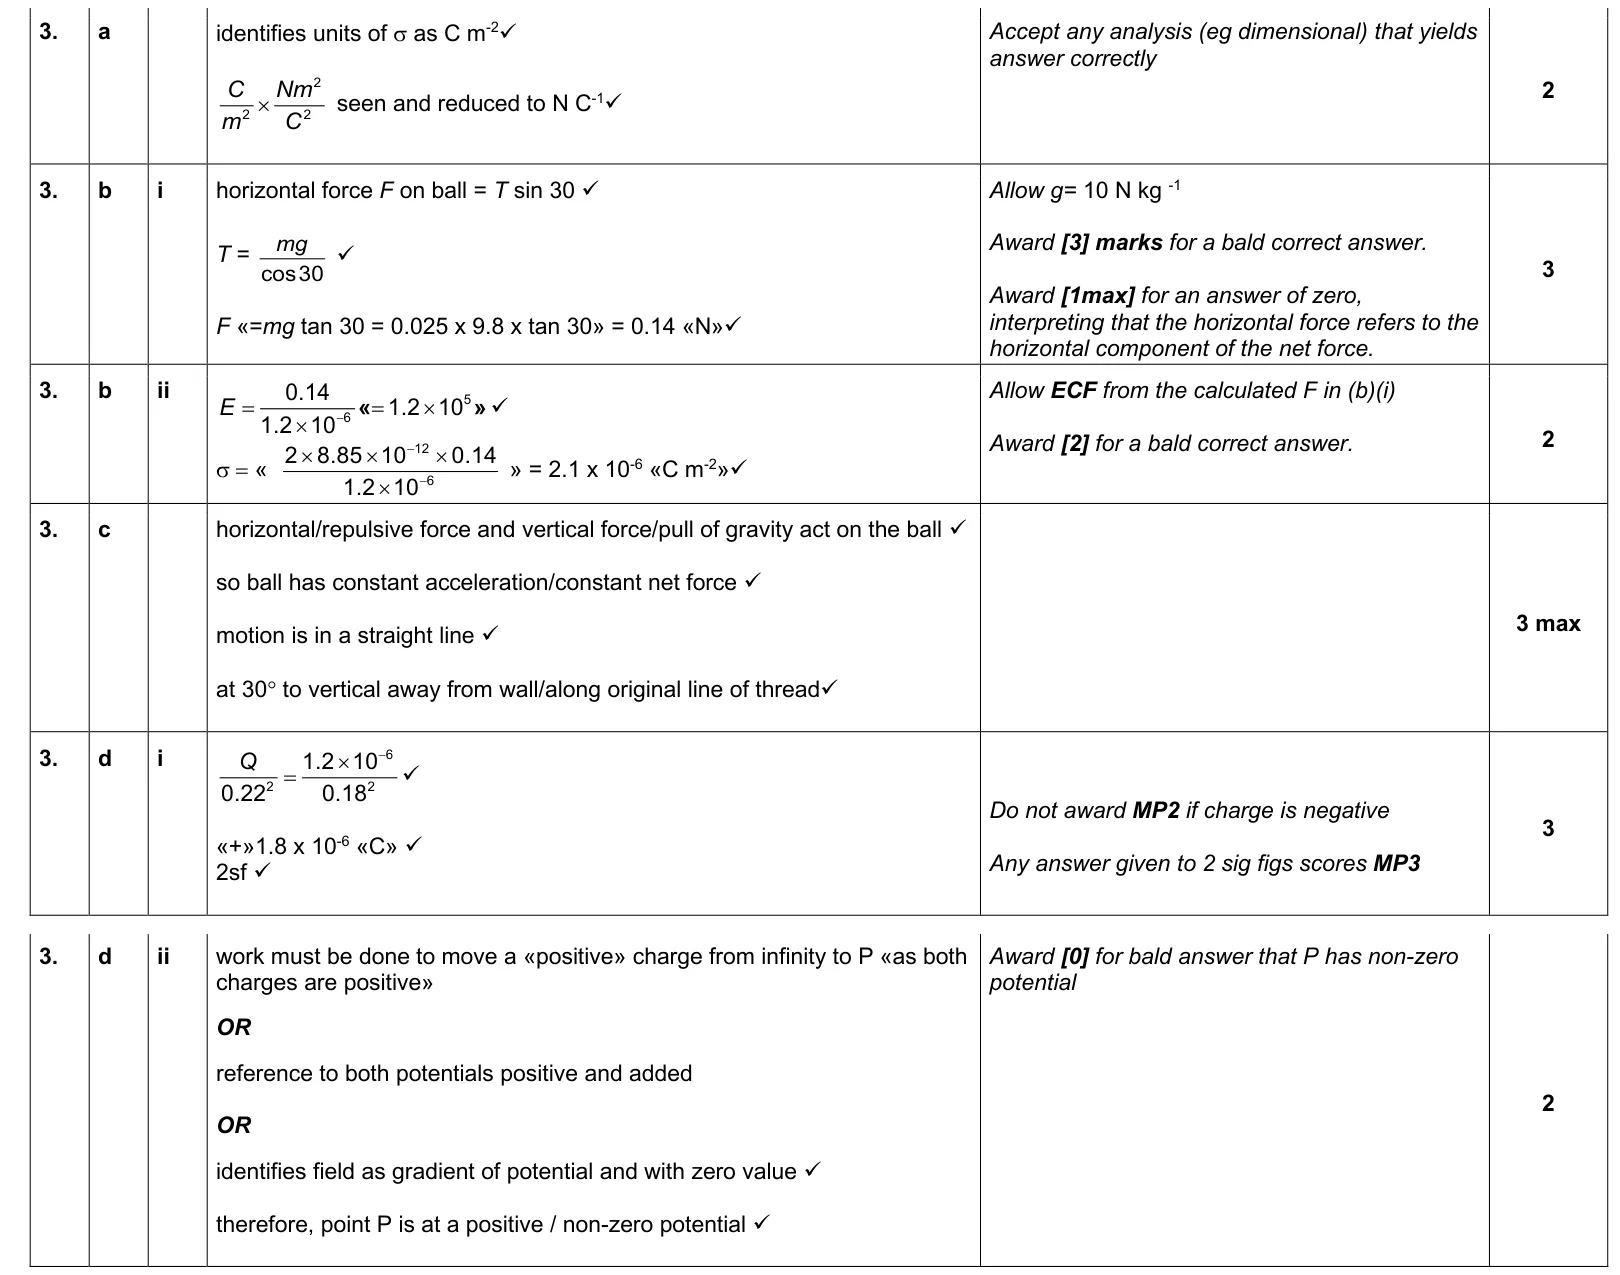 3. a identifies units of σ as C m⁻²✓ Accept any analysis (eg dimensional) that yields
answer correctly
C/m² × Nm²/C² seen and reduced to N C⁻¹✓ 2
3. b i horizontal force F on ball = T sin 30 ✓ Allow g= 10 N kg ⁻¹
T = mg/cos30 ✓ Award [3] marks for a bald correct answer.
3
Award [1max] for an answer of zero,
F «=mg tan 30 = 0.025 x 9.8 x tan 30» = 0.14 «N»✓ interpreting that the horizontal force refers to the
horizontal component of the net force.
3. b ii E = 0.14/1.2×10⁻⁶ «=1.2×10⁵» ✓ Allow ECF from the calculated F in (b)(i)
σ = « 2×8.85×10⁻¹²×0.14/1.2×10⁻⁶ » = 2.1 x 10⁻⁶ «C m⁻²»✓ Award [2] for a bald correct answer. 2
3. c horizontal/repulsive force and vertical force/pull of gravity act on the ball ✓
so ball has constant acceleration/constant net force ✓
motion is in a straight line ✓ 3 max
at 30° to vertical away from wall/along original line of thread✓
3. d i Q/0.22² = 1.2×10⁻⁶/0.18² ✓
Do not award MP2 if charge is negative
3
«+»1.8 x 10⁻⁶ «C» ✓
2sf ✓ Any answer given to 2 sig figs scores MP3
3. d ii work must be done to move a «positive» charge from infinity to P «as both Award [0] for bald answer that P has non-zero
charges are positive» potential
OR
reference to both potentials positive and added
2
OR
identifies field as gradient of potential and with zero value ✓
therefore, point P is at a positive / non-zero potential ✓